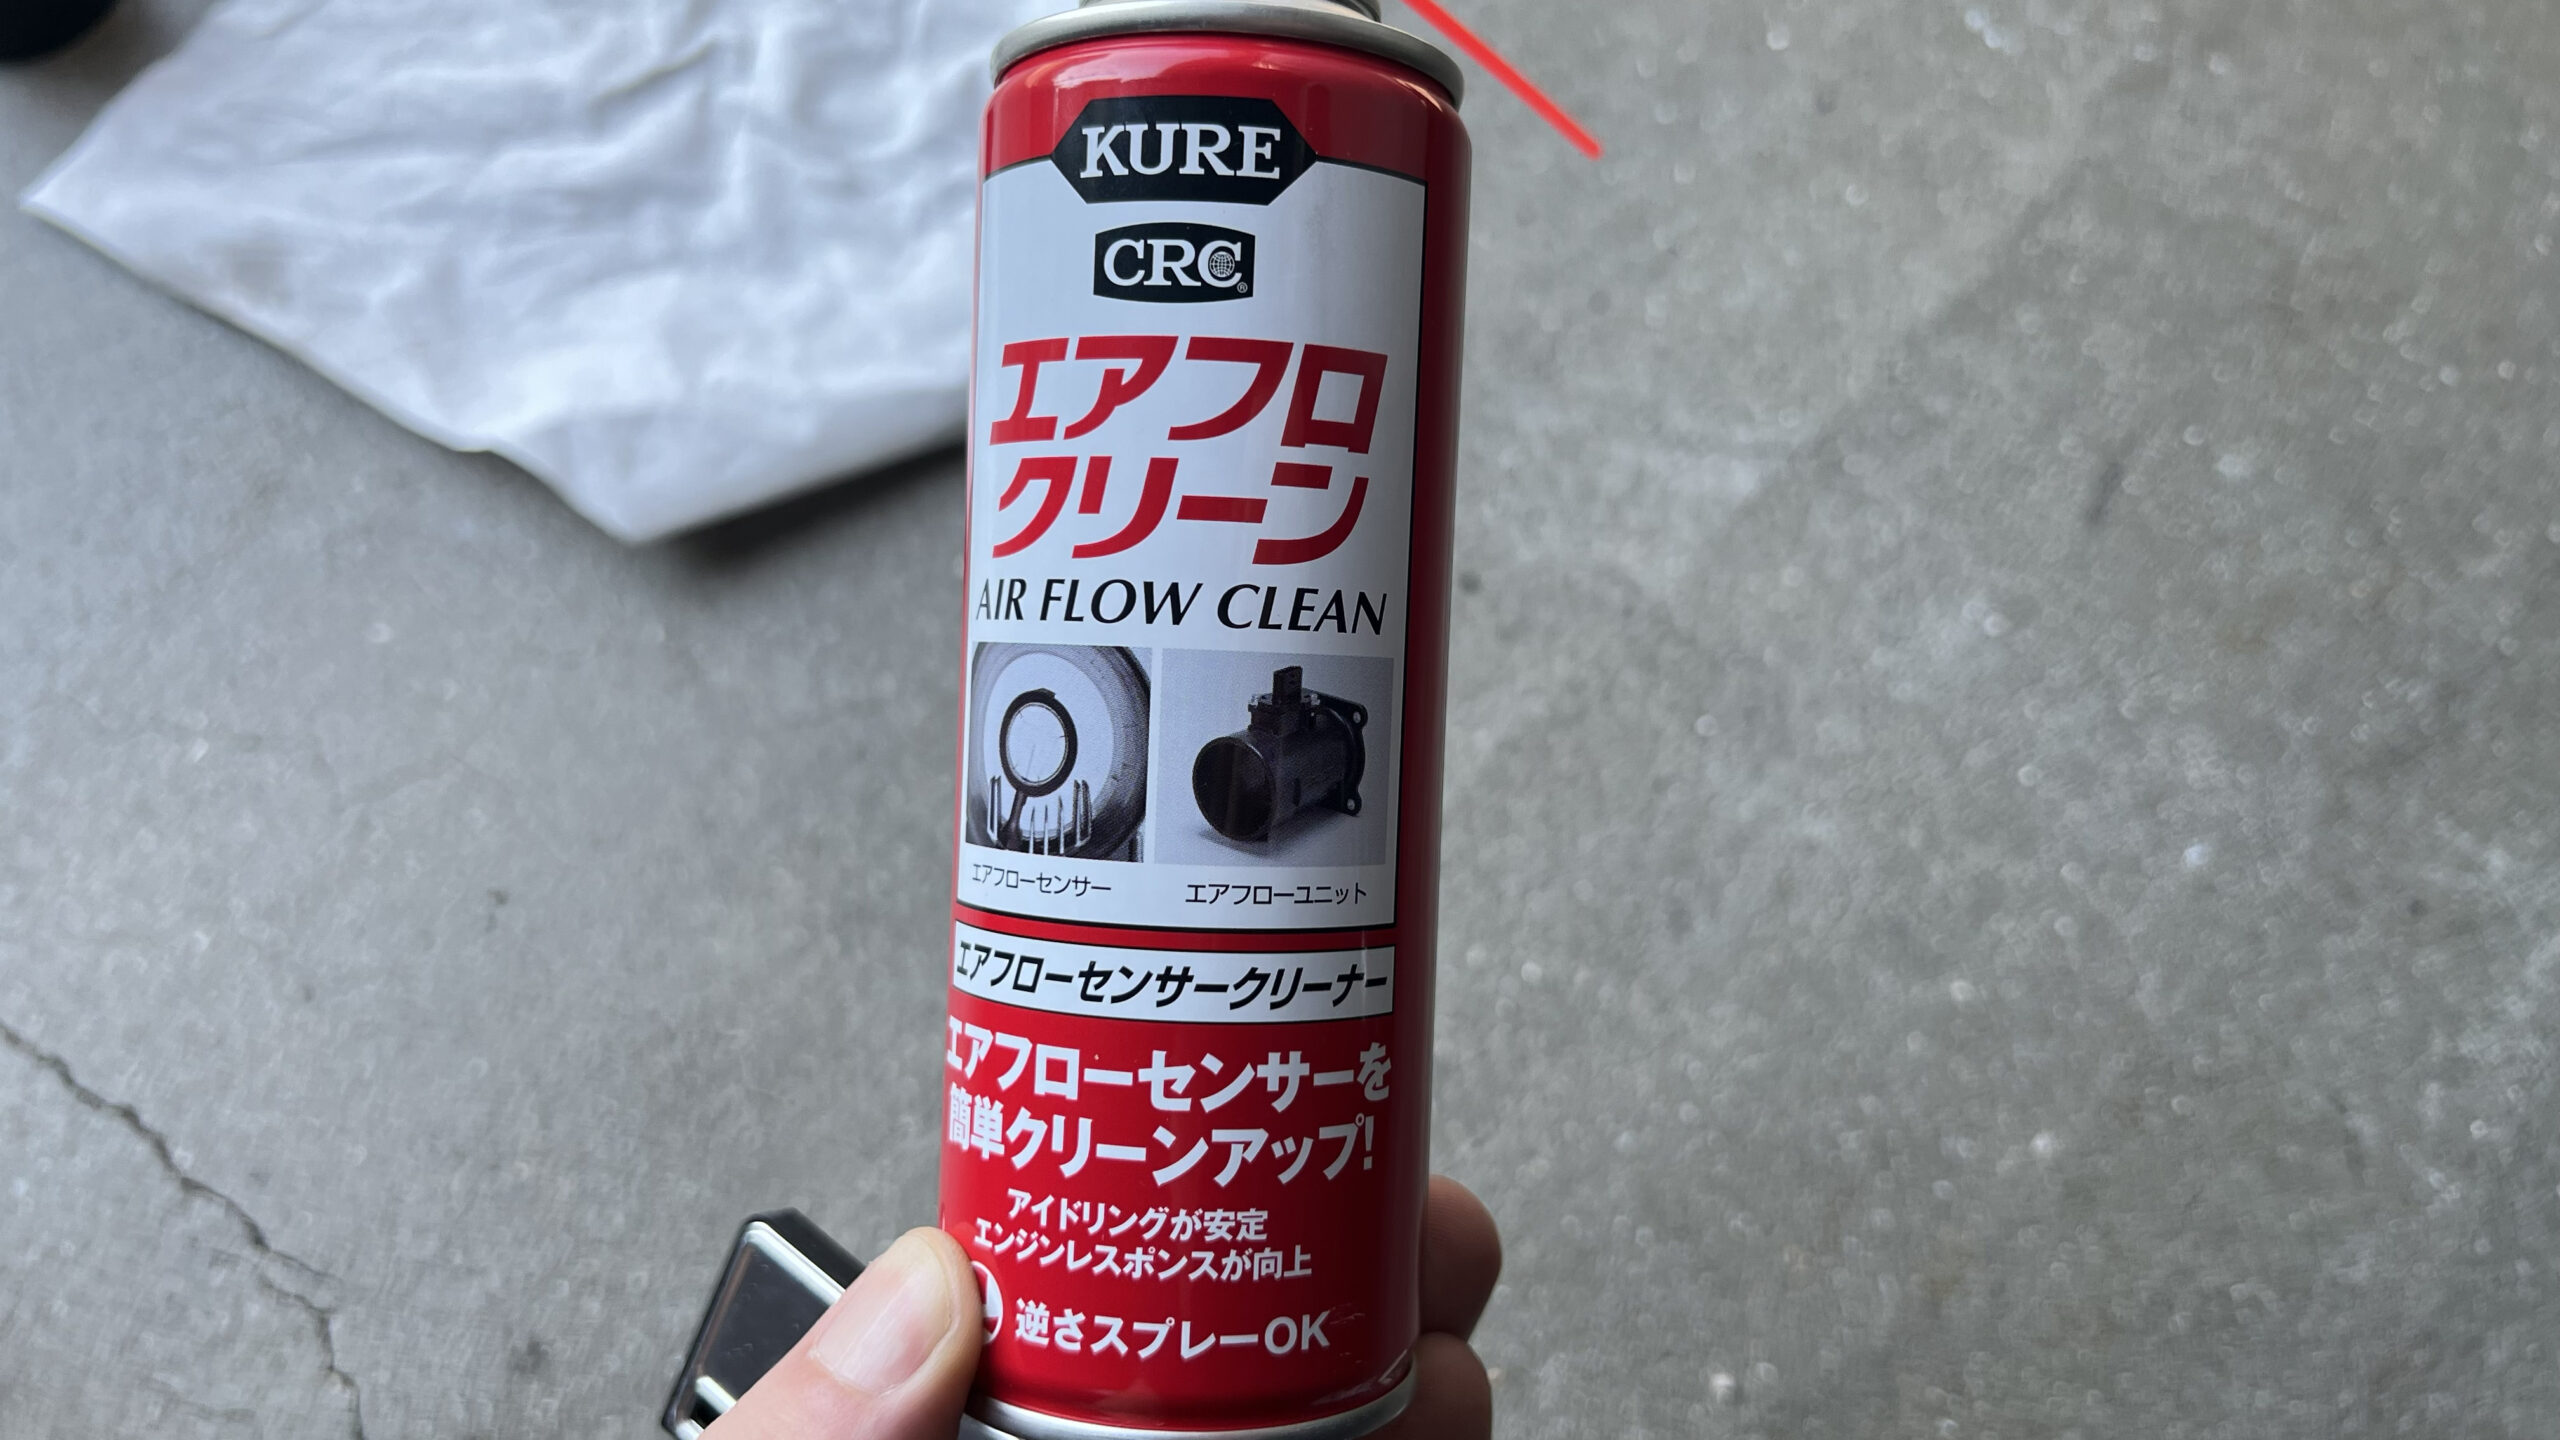 KURE
CRC®
エアフロ
クリーン
AIR FLOW CLEAN
エアフローセンサー
エアフローユニット
エアフローセンサークリーナー
エアフローセンサーを
簡単クリーンアップ!
アイドリングが安定
エンジンレスポンスが向上
逆さスプレーOK